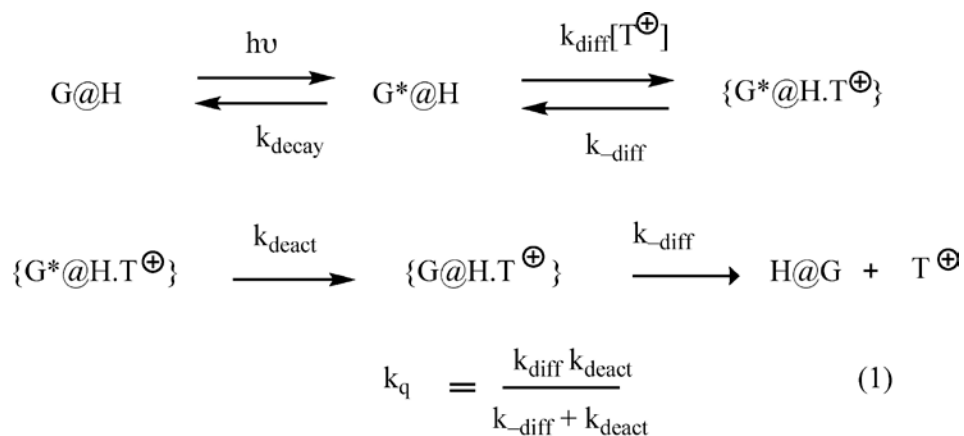 hυ
k_diff[T⊕]
G@H G*@H {G*@H.T⊕}
k_decay
k_–diff
k_deact
k_–diff
{G*@H.T⊕} {G@H.T⊕} H@G + T⊕
k_q = k_diff k_deact (1)
k_–diff + k_deact